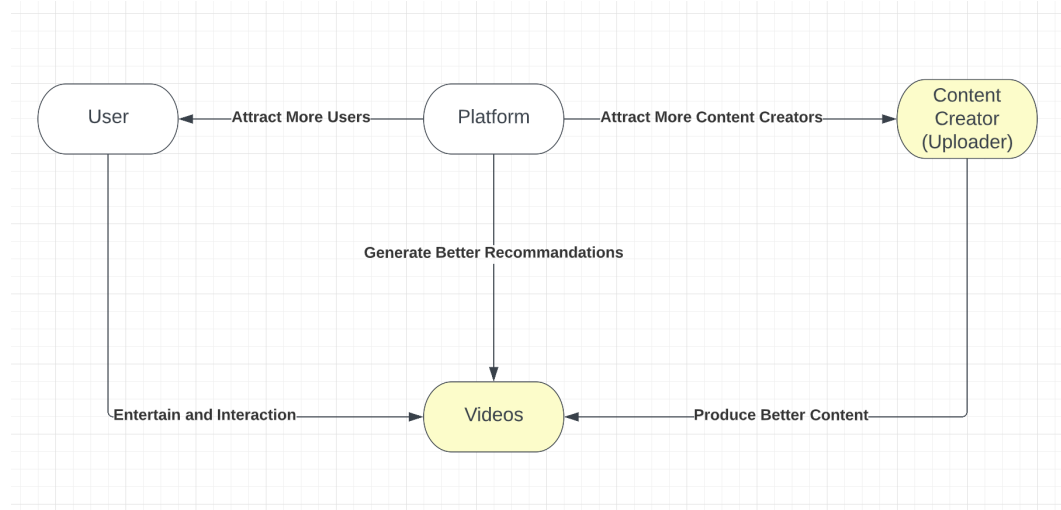 User
Attract More Users
Platform
Attract More Content Creators
Content
Creator
(Uploader)
Generate Better Recommandations
Entertain and Interaction
Videos
Produce Better Content